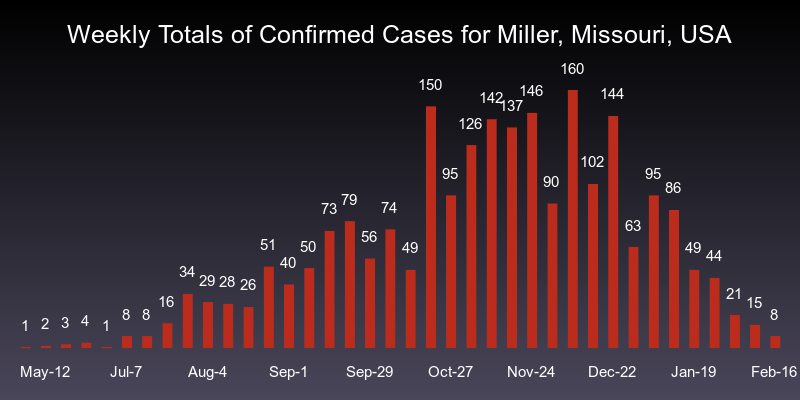 Weekly Totals of Confirmed Cases for Miller, Missouri, USA
1 2 3 4 1 8 8 16 34 29 28 26 51 40 50 73 79 56 74 49 150 95 126 142 137 146 90 160 102 144 63 95 86 49 44 21 15 8
May-12 Jul-7 Aug-4 Sep-1 Sep-29 Oct-27 Nov-24 Dec-22 Jan-19 Feb-16